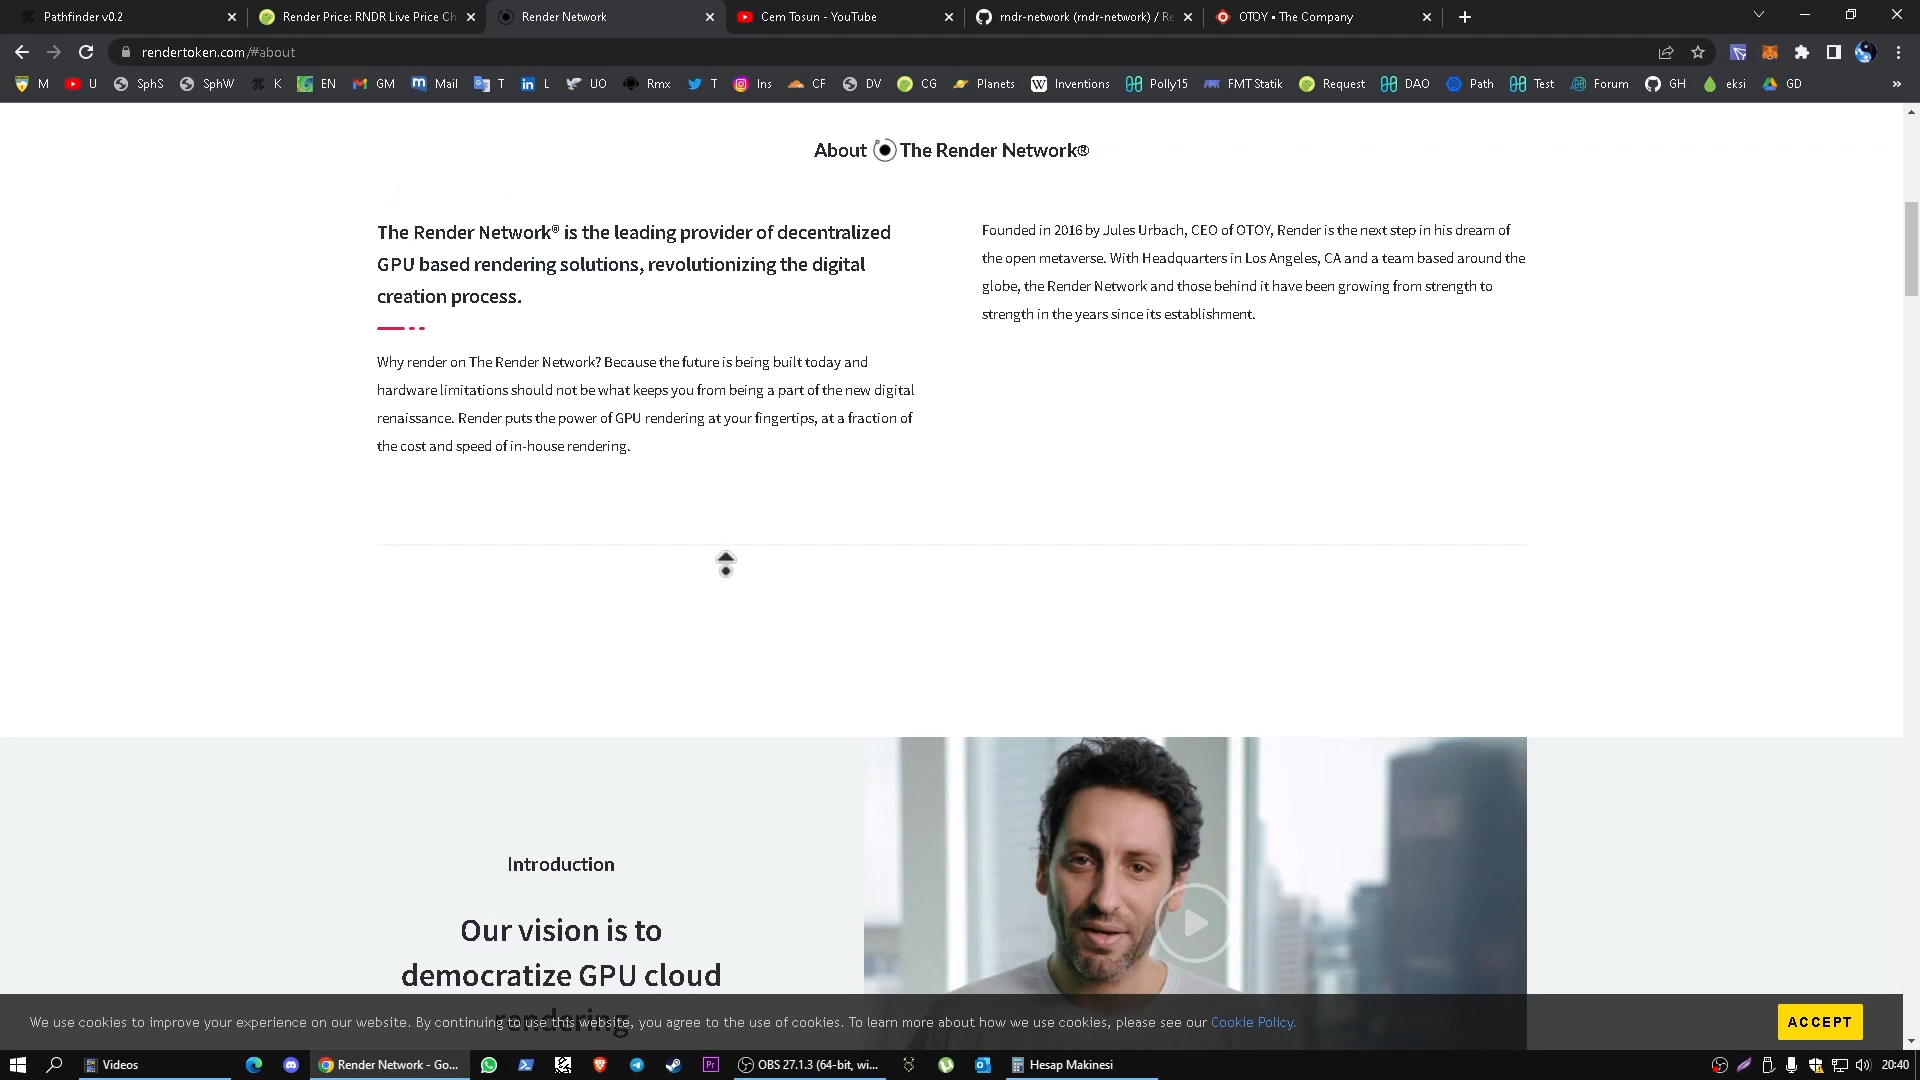 Pathfinder v0.2
Render Price: RNDR Live Price Ch
Render Network
Cem Tosun - YouTube
rndr-network (rndr-network) / Re
OTOY • The Company
rendertoken.com/#about
M
U
SphS
SphW
K
EN
GM
Mail
T
L
UO
Rmx
T
Ins
CF
DV
CG
Planets
Inventions
Polly15
FMT Statik
Request
DAO
Path
Test
Forum
GH
eksi
GD
»
About The Render Network®
The Render Network® is the leading provider of decentralized
GPU based rendering solutions, revolutionizing the digital
creation process.
Why render on The Render Network? Because the future is being built today and
hardware limitations should not be what keeps you from being a part of the new digital
renaissance. Render puts the power of GPU rendering at your fingertips, at a fraction of
the cost and speed of in-house rendering.
Founded in 2016 by Jules Urbach, CEO of OTOY, Render is the next step in his dream of
the open metaverse. With Headquarters in Los Angeles, CA and a team based around the
globe, the Render Network and those behind it have been growing from strength to
strength in the years since its establishment.
Introduction
Our vision is to
democratize GPU cloud
rendering
We use cookies to improve your experience on our website. By continuing to use this website, you agree to the use of cookies. To learn more about how we use cookies, please see our Cookie Policy.
ACCEPT
Videos
Render Network - Go...
OBS 27.1.3 (64-bit, wi...
Hesap Makinesi
20:40